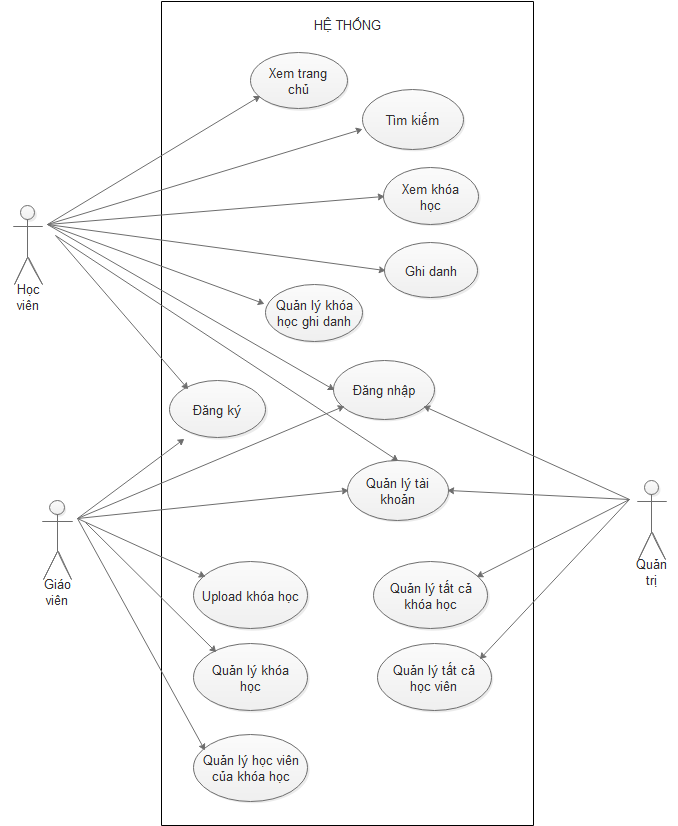 HỆ THỐNG
Xem trang
chủ
Tìm kiếm
Xem khóa
học
Học
viên
Ghi danh
Quản lý khóa
học ghi danh
Đăng nhập
Đăng ký
Quản lý tài
khoản
Giáo
viên
Quản
trị
Upload khóa học
Quản lý tất cả
khóa học
Quản lý khóa
học
Quản lý tất cả
học viên
Quản lý học viên
của khóa học